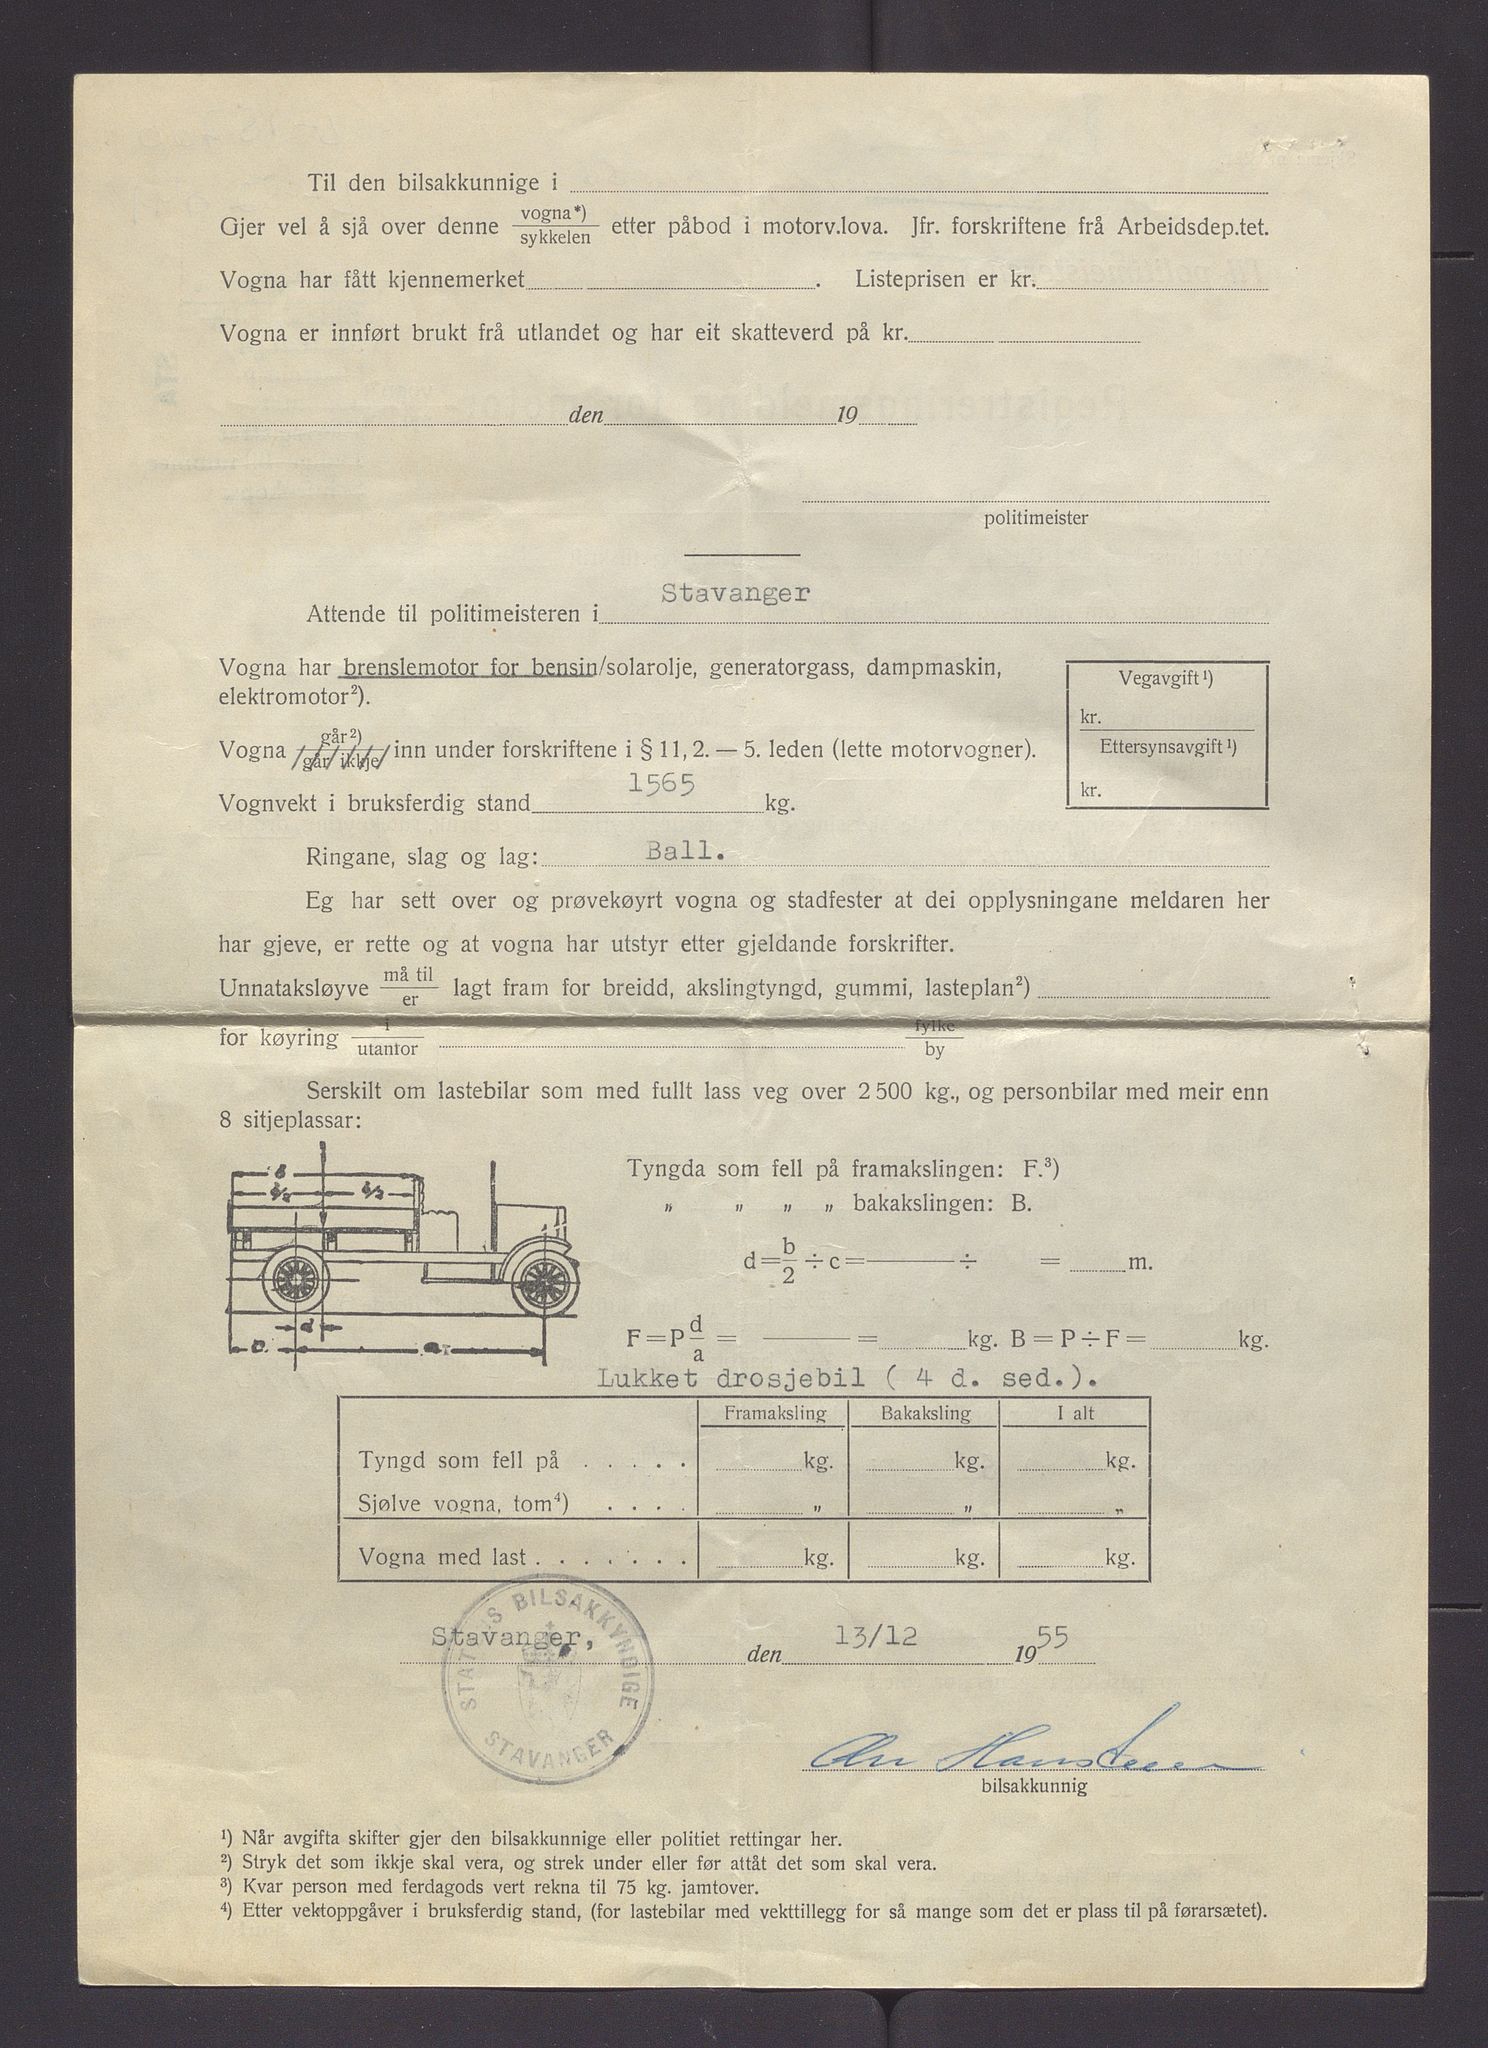 Til den bilsakkunnige i
Gjer vel å sjå over denne vogna*) / sykkelen etter påbod i motorv.lova. Jfr. forskriftene frå Arbeidsdep.tet.
Vogna har fått kjennemerket . Listeprisen er kr.
Vogna er innført brukt frå utlandet og har eit skatteverd på kr.
den 19
politimeister
Attende til politimeisteren i Stavanger
Vogna har brenslemotor for bensin/solarolje, generatorgass, dampmaskin,
elektromotor²).
Vogna går²) / går ikkje inn under forskriftene i § 11, 2. — 5. leden (lette motorvogner).
Vegavgift¹)
kr.
Ettersynsavgift¹)
kr.
Vognvekt i bruksferdig stand 1565 kg.
Ringane, slag og lag: Ball.
Eg har sett over og prøvekøyrt vogna og stadfester at dei opplysningane meldaren her
har gjeve, er rette og at vogna har utstyr etter gjeldande forskrifter.
Unnataksløyve må til / er lagt fram for breidd, akslingtyngd, gummi, lasteplan²)
for køyring i / utanfor fylke / by
Serskilt om lastebilar som med fullt lass veg over 2 500 kg., og personbilar med meir enn
8 sitjeplassar:
Tyngda som fell på framakslingen: F.³)
„ „ „ „ bakakslingen: B.
d = b/2 ÷ c = ÷ = m.
F = P d/a = = kg. B = P ÷ F = kg.
Lukket drosjebil ( 4 d. sed.).
Framaksling Bakaksling I alt
Tyngd som fell på . . . . . kg. kg. kg.
Sjølve vogna, tom⁴) . . . . „ „ „
Vogna med last . . . . . . . kg. kg. kg.
STATENS BILSAKKYNDIGE STAVANGER
Stavanger, den 13/12 1955
bilsakkunnig
¹) Når avgifta skifter gjer den bilsakkunnige eller politiet rettingar her.
²) Stryk det som ikkje skal vera, og strek under eller før attåt det som skal vera.
³) Kvar person med ferdagods vert rekna til 75 kg. jamtover.
⁴) Etter vektoppgåver i bruksferdig stand, (for lastebilar med vekttillegg for så mange som det er plass til på førarsætet).